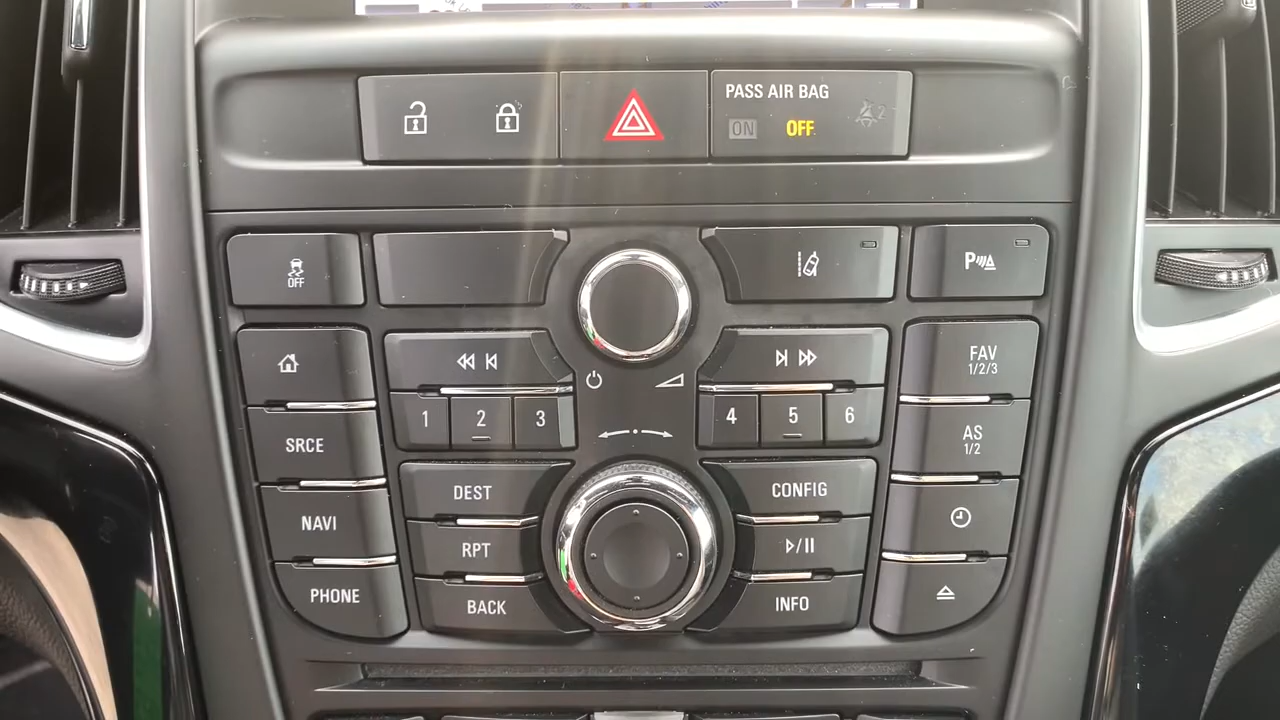 PASS AIR BAG
ON OFF 2
OFF
FAV
1/2/3
1 2 3
4 5 6
SRCE
AS
1/2
DEST
CONFIG
NAVI
RPT
PHONE
BACK
INFO
P